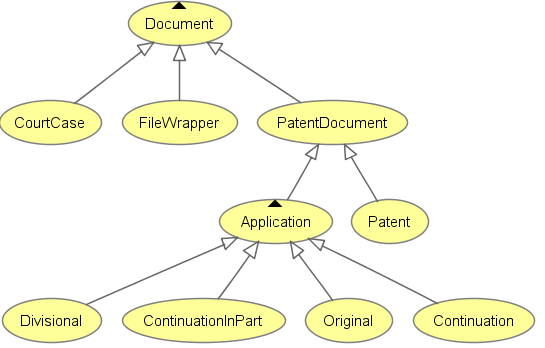 Document
CourtCase
FileWrapper
PatentDocument
Application
Patent
Divisional
ContinuationInPart
Original
Continuation